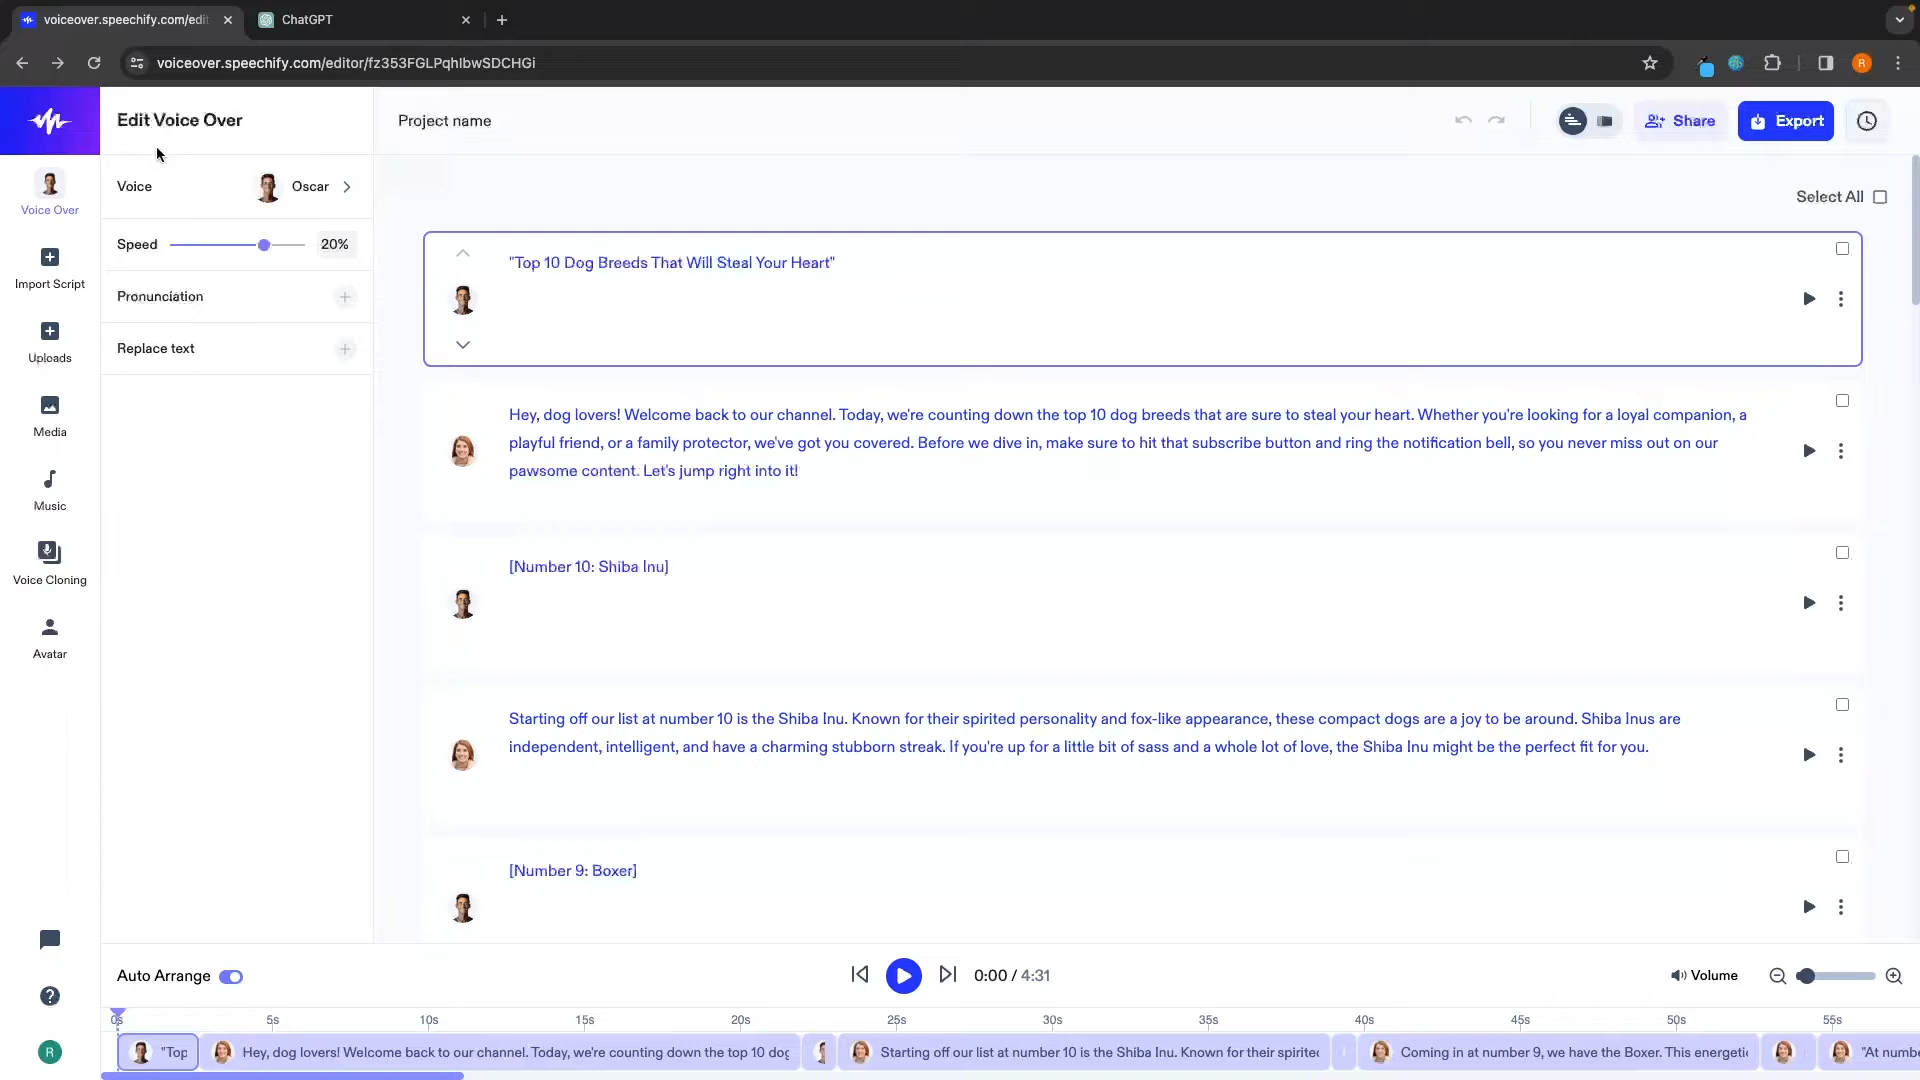 voiceover.speechify.com/edit
ChatGPT
voiceover.speechify.com/editor/fz353FGLPqhlbwSDCHGi
R
Edit Voice Over
Project name
Share
Export
Voice Over
Import Script
Uploads
Media
Music
Voice Cloning
Avatar
R
Voice
Oscar
Speed
20%
Pronunciation
Replace text
Select All
"Top 10 Dog Breeds That Will Steal Your Heart"
Hey, dog lovers! Welcome back to our channel. Today, we're counting down the top 10 dog breeds that are sure to steal your heart. Whether you're looking for a loyal companion, a
playful friend, or a family protector, we've got you covered. Before we dive in, make sure to hit that subscribe button and ring the notification bell, so you never miss out on our
pawsome content. Let's jump right into it!
[Number 10: Shiba Inu]
Starting off our list at number 10 is the Shiba Inu. Known for their spirited personality and fox-like appearance, these compact dogs are a joy to be around. Shiba Inus are
independent, intelligent, and have a charming stubborn streak. If you're up for a little bit of sass and a whole lot of love, the Shiba Inu might be the perfect fit for you.
[Number 9: Boxer]
Auto Arrange
0:00 / 4:31
Volume
0s 5s 10s 15s 20s 25s 30s 35s 40s 45s 50s 55s
"Top
Hey, dog lovers! Welcome back to our channel. Today, we're counting down the top 10 dog
Starting off our list at number 10 is the Shiba Inu. Known for their spirited
Coming in at number 9, we have the Boxer. This energeti
"At numbe